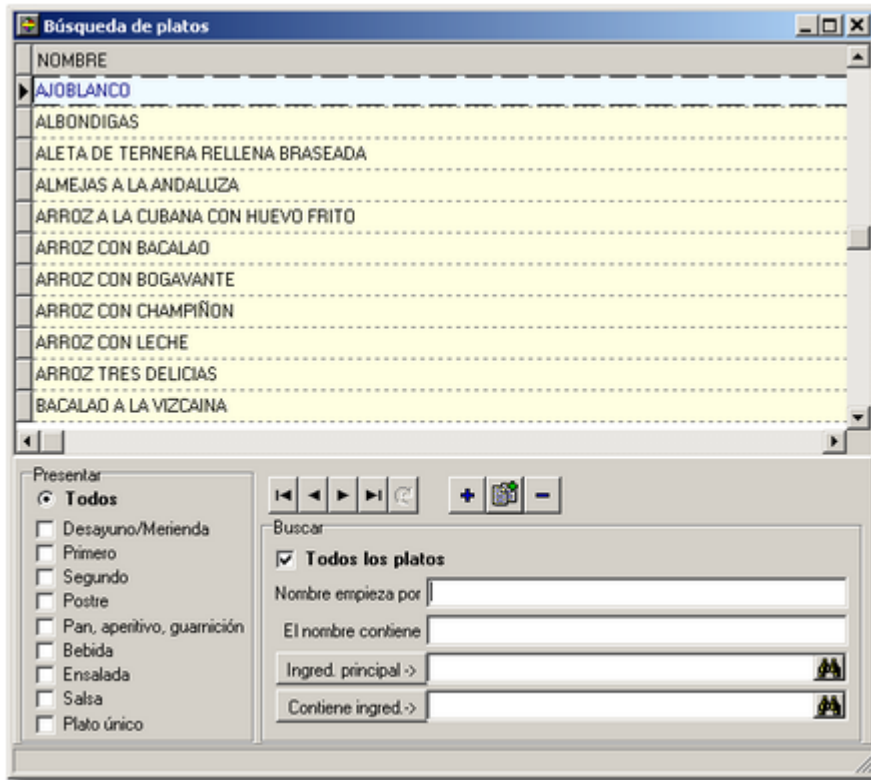 Búsqueda de platos
NOMBRE
AJOBLANCO
ALBONDIGAS
ALETA DE TERNERA RELLENA BRASEADA
ALMEJAS A LA ANDALUZA
ARROZ A LA CUBANA CON HUEVO FRITO
ARROZ CON BACALAO
ARROZ CON BOGAVANTE
ARROZ CON CHAMPIÑON
ARROZ CON LECHE
ARROZ TRES DELICIAS
BACALAO A LA VIZCAINA
Presentar
Todos
Desayuno/Merienda
Primero
Segundo
Postre
Pan, aperitivo, guarnición
Bebida
Ensalada
Salsa
Plato único
Buscar
Todos los platos
Nombre empieza por
El nombre contiene
Ingred. principal ->
Contiene ingred.->